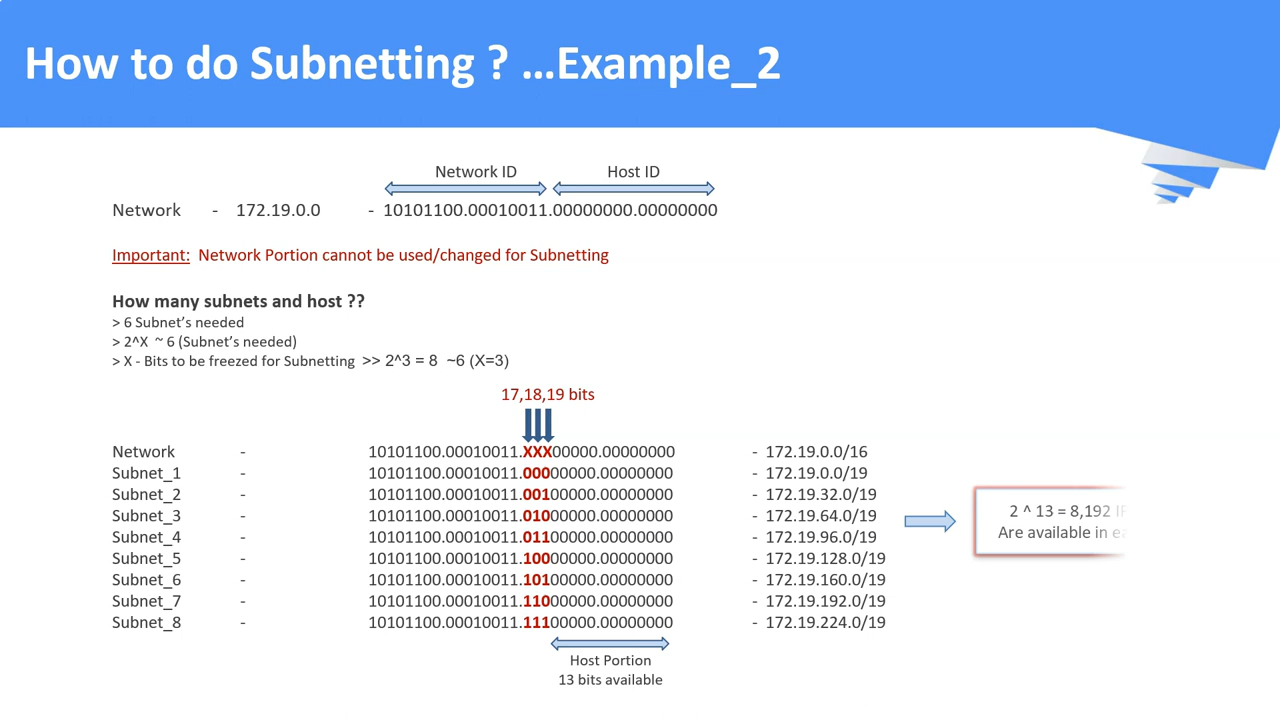 How to do Subnetting ? ...Example_2
Network ID Host ID
Network - 172.19.0.0 - 10101100.00010011.00000000.00000000
Important: Network Portion cannot be used/changed for Subnetting
How many subnets and host ??
> 6 Subnet's needed
> 2^X ~ 6 (Subnet's needed)
> X - Bits to be freezed for Subnetting >> 2^3 = 8 ~6 (X=3)
17,18,19 bits
Network - 10101100.00010011.XXX00000.00000000 - 172.19.0.0/16
Subnet_1 - 10101100.00010011.00000000.00000000 - 172.19.0.0/19
Subnet_2 - 10101100.00010011.00100000.00000000 - 172.19.32.0/19
Subnet_3 - 10101100.00010011.01000000.00000000 - 172.19.64.0/19
Subnet_4 - 10101100.00010011.01100000.00000000 - 172.19.96.0/19
Subnet_5 - 10101100.00010011.10000000.00000000 - 172.19.128.0/19
Subnet_6 - 10101100.00010011.10100000.00000000 - 172.19.160.0/19
Subnet_7 - 10101100.00010011.11000000.00000000 - 172.19.192.0/19
Subnet_8 - 10101100.00010011.11100000.00000000 - 172.19.224.0/19
2 ^ 13 = 8,192
Are available in
Host Portion
13 bits available